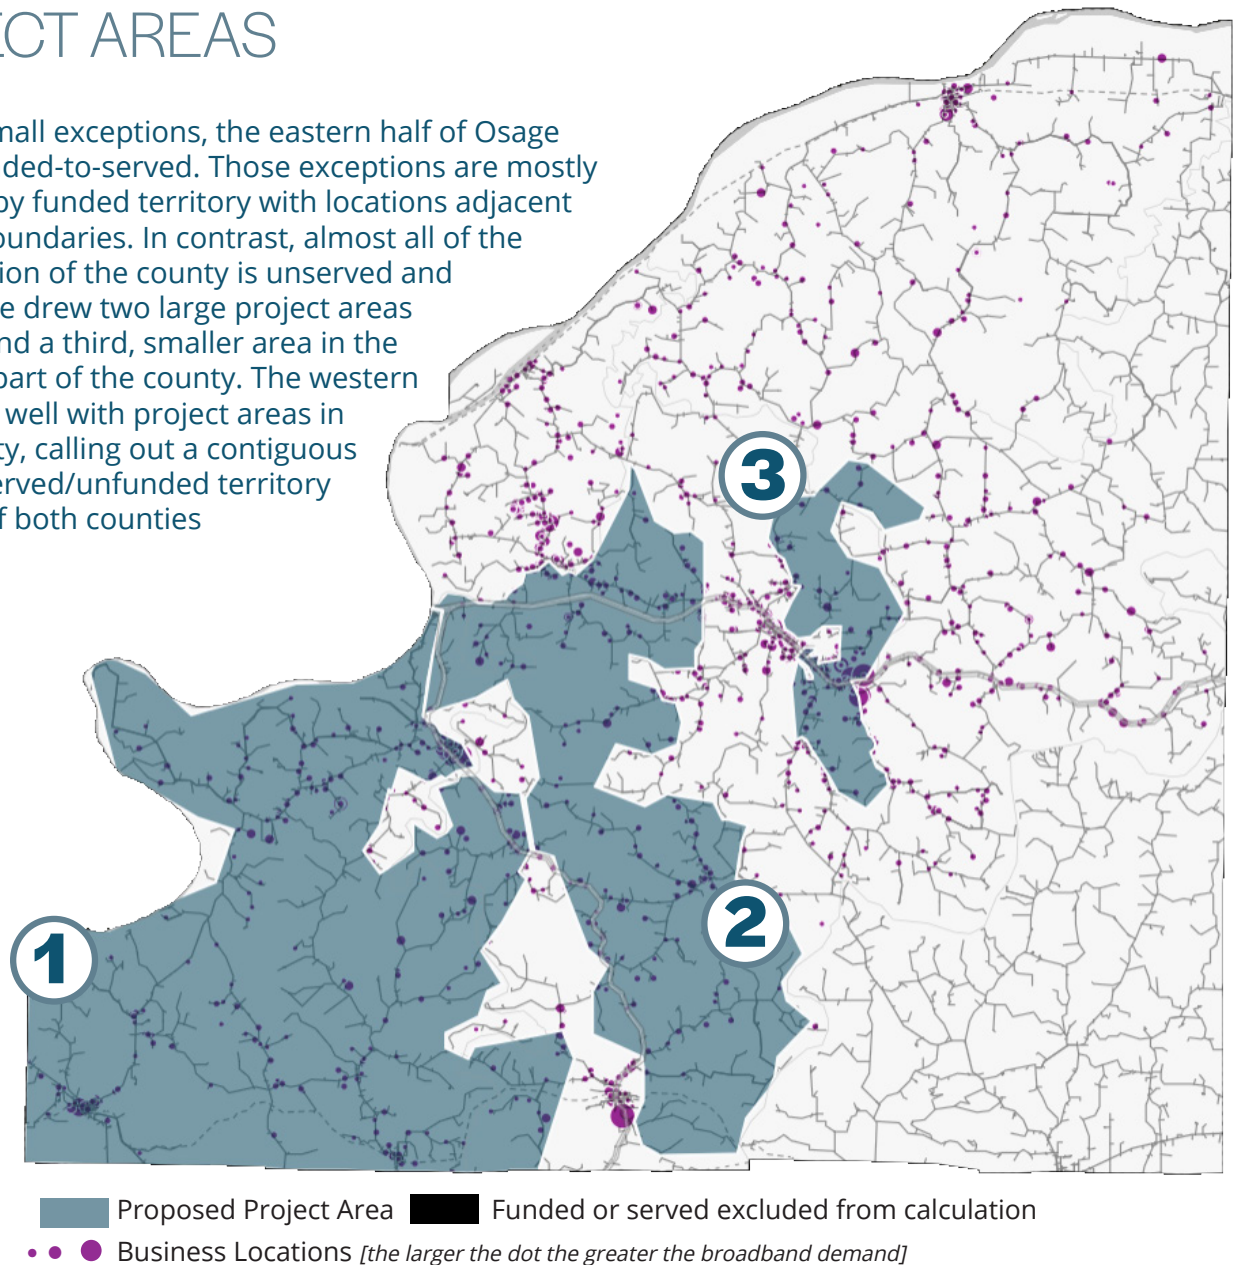 ECT AREAS
mall exceptions, the eastern half of Osage
ded-to-served. Those exceptions are mostly
by funded territory with locations adjacent
oundaries. In contrast, almost all of the
ion of the county is unserved and
e drew two large project areas
nd a third, smaller area in the
part of the county. The western
well with project areas in
ty, calling out a contiguous
erved/unfunded territory
f both counties
3
2
1
Proposed Project Area Funded or served excluded from calculation
Business Locations [the larger the dot the greater the broadband demand]